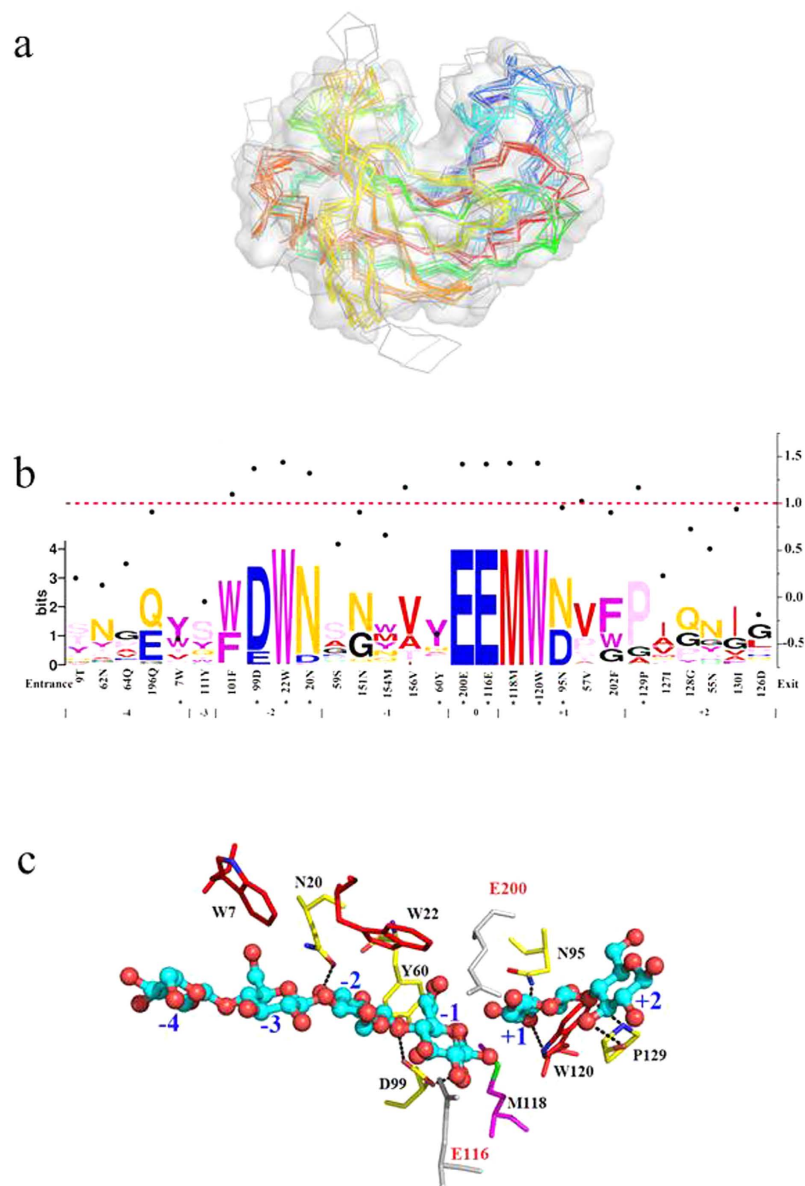 a
b
1.5
1.0
0.5
0.0
-0.5
4
3
2
1
0
bits
Entrance 9T 62N 64Q 196Q 7W 111Y 101F 99D 22W 20N 59S 151N 154M 156V 60Y 200E 116E 118M 120W 95N 57V 202F 129P 127I 128G 55N 130I 126D Exit
-4 -3 -2 -1 0 +1 +2
c
W7
N20
W22
Y60
E200
N95
-4
-3
-2
-1
+1
+2
D99
M118
W120
P129
E116